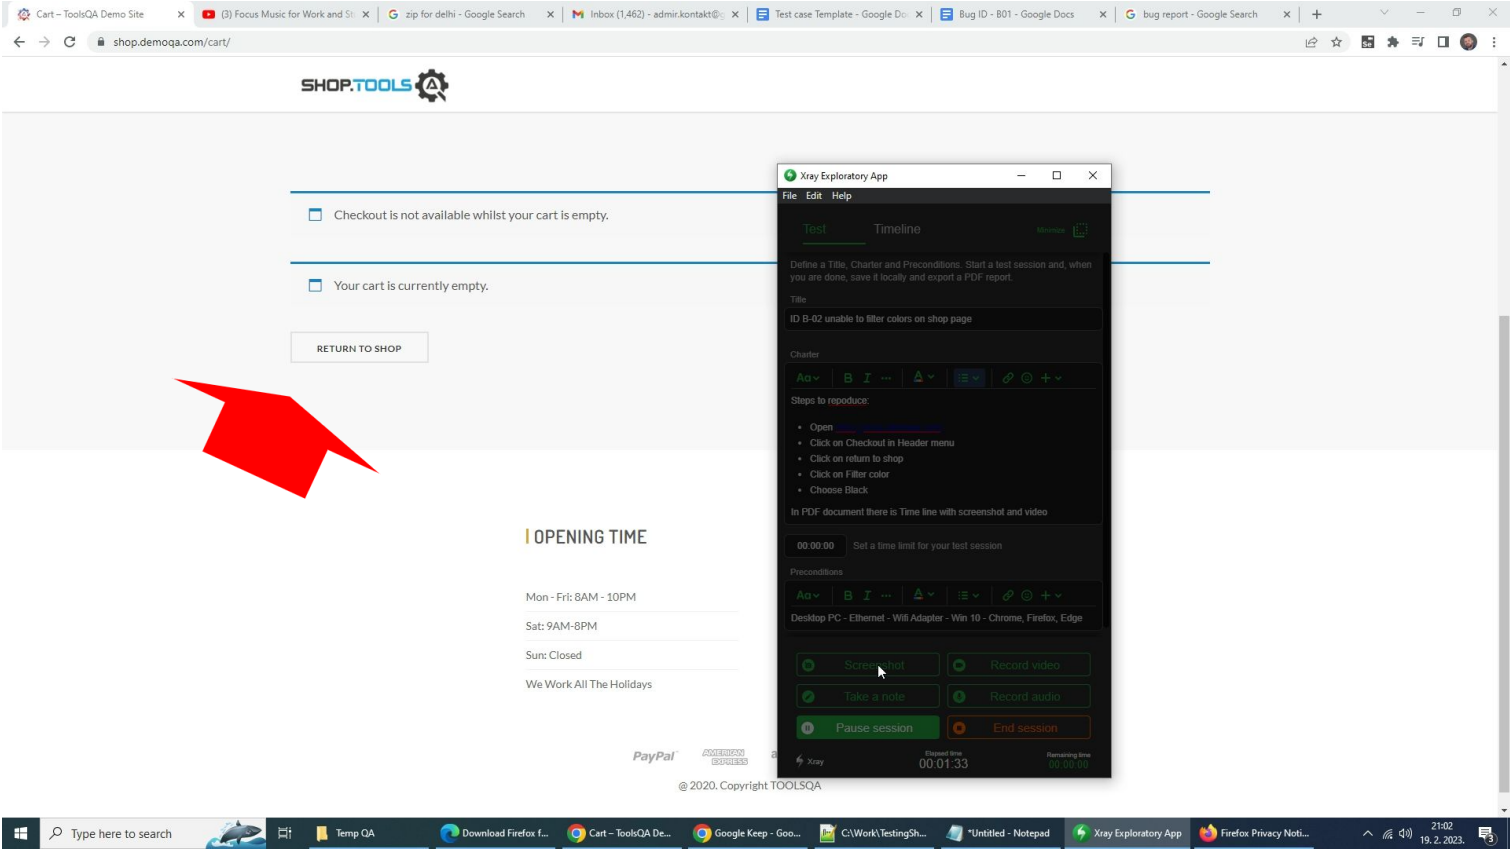 Cart – ToolsQA Demo Site
(3) Focus Music for Work and St
zip for delhi - Google Search
Inbox (1,462) - admir.kontakt@g
Test case Template - Google Do
Bug ID - B01 - Google Docs
bug report - Google Search
shop.demoqa.com/cart/
SHOP.TOOLS
Checkout is not available whilst your cart is empty.
Your cart is currently empty.
RETURN TO SHOP
OPENING TIME
Mon - Fri: 8AM - 10PM
Sat: 9AM-8PM
Sun: Closed
We Work All The Holidays
PayPal
AMERICAN
EXPRESS
@ 2020. Copyright TOOLSQA
Xray Exploratory App
File Edit Help
Test Timeline Minimize
Define a Title, Charter and Preconditions. Start a test session and, when
you are done, save it locally and export a PDF report.
Title
ID B-02 unable to filter colors on shop page
Charter
Aa B I ... A
Steps to repoduce:
• Open
• Click on Checkout in Header menu
• Click on return to shop
• Click on Filter color
• Choose Black
In PDF document there is Time line with screenshot and video
00:00:00 Set a time limit for your test session
Preconditions
Aa B I ... A
Desktop PC - Ethernet - Wifi Adapter - Win 10 - Chrome, Firefox, Edge
Screenshot Record video
Take a note Record audio
Pause session End session
Xray
Elapsed time
00:01:33
Remaining time
00:00:00
Type here to search
Temp QA
Download Firefox f...
Cart – ToolsQA De...
Google Keep - Goo...
C:\Work\TestingSh...
*Untitled - Notepad
Xray Exploratory App
Firefox Privacy Noti...
21:02
19. 2. 2023.
3